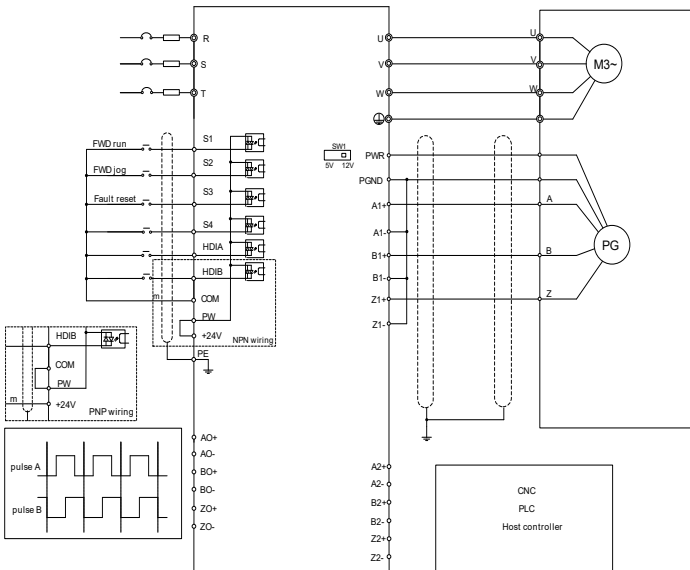 R
S
T
U
V
W
U
V
W
M3~
FWD run
FWD jog
Fault reset
S1
S2
S3
S4
HDIA
HDIB
COM
PW
+24V
NPN wiring
PE
m
SW1
5V 12V
PWR
PGND
A1+
A1-
B1+
B1-
Z1+
Z1-
A
B
Z
PG
HDIB
COM
PW
+24V
m
PNP wiring
pulse A
pulse B
AO+
AO-
BO+
BO-
ZO+
ZO-
A2+
A2-
B2+
B2-
Z2+
Z2-
CNC
PLC
Host controller